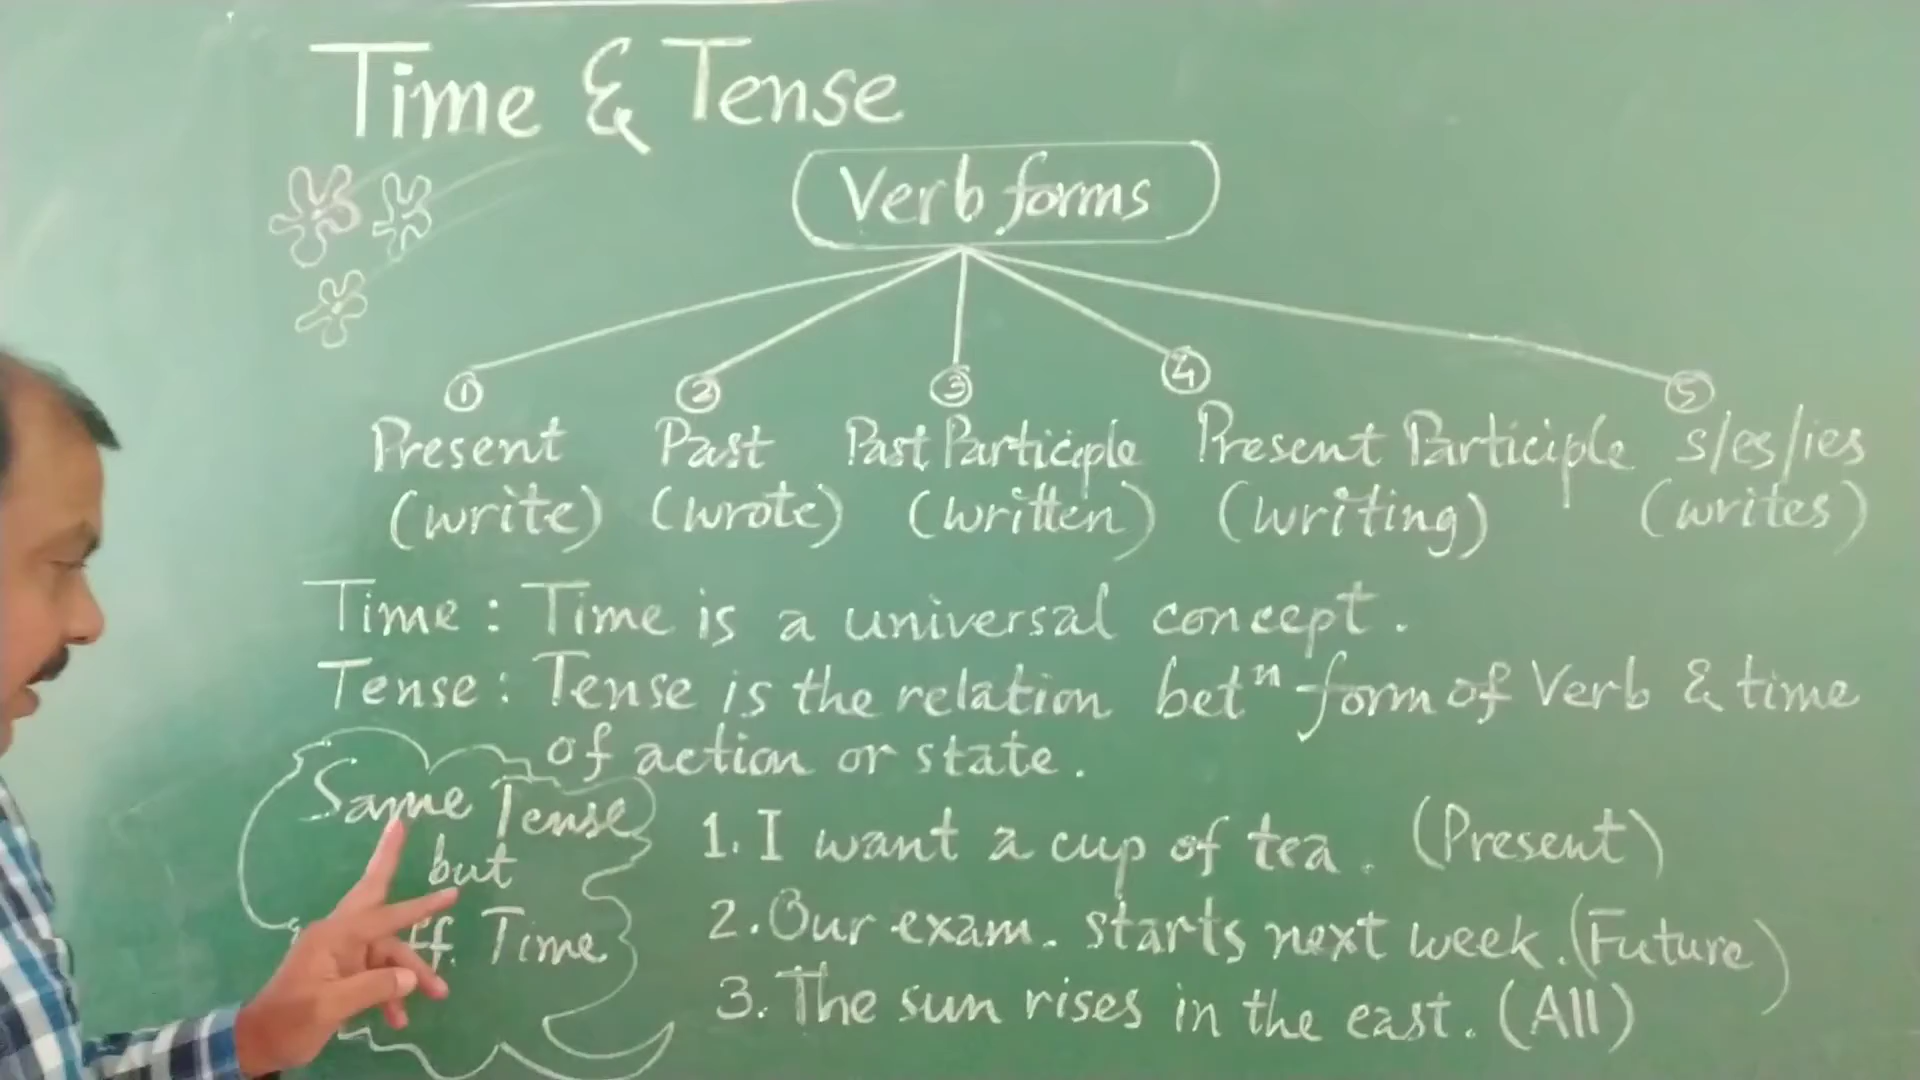 Time & Tense
Verb forms
① ② ③ ④ ⑤
Present Past Past Participle Present Participle s/es/ies
(write) (wrote) (written) (writing) (writes)
Time : Time is a universal concept.
Tense : Tense is the relation betⁿ form of Verb & time
of action or state.
Same Tense
but
ff. Time
1. I want a cup of tea. (Present)
2. Our exam. starts next week. (Future)
3. The sun rises in the east. (All)